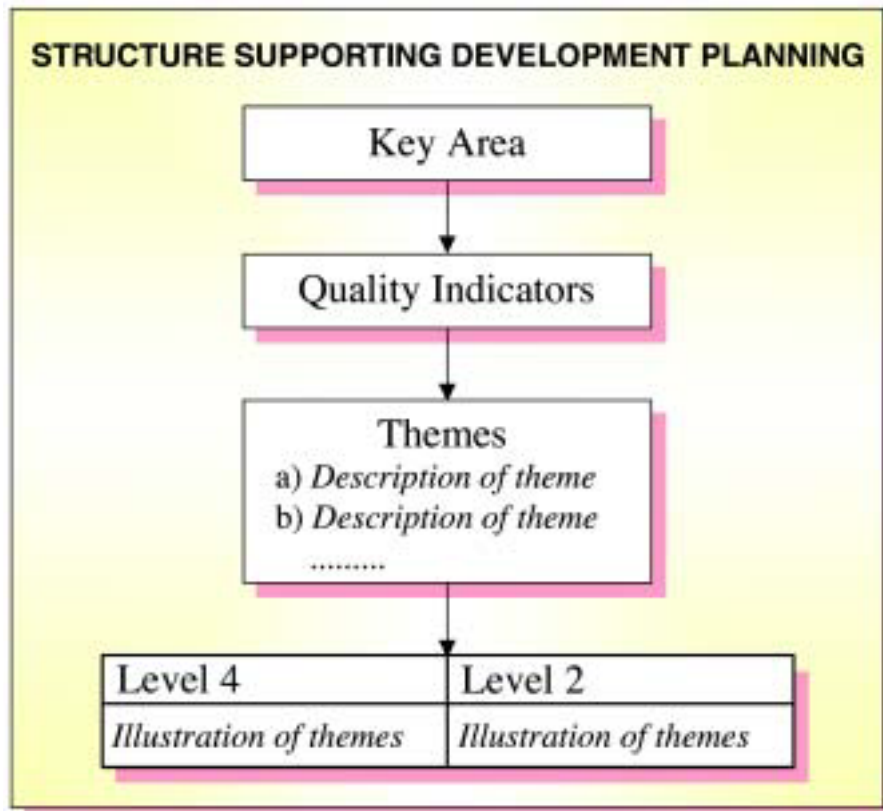 STRUCTURE SUPPORTING DEVELOPMENT PLANNING
Key Area
Quality Indicators
Themes
a) Description of theme
b) Description of theme
.........
Level 4
Level 2
Illustration of themes
Illustration of themes